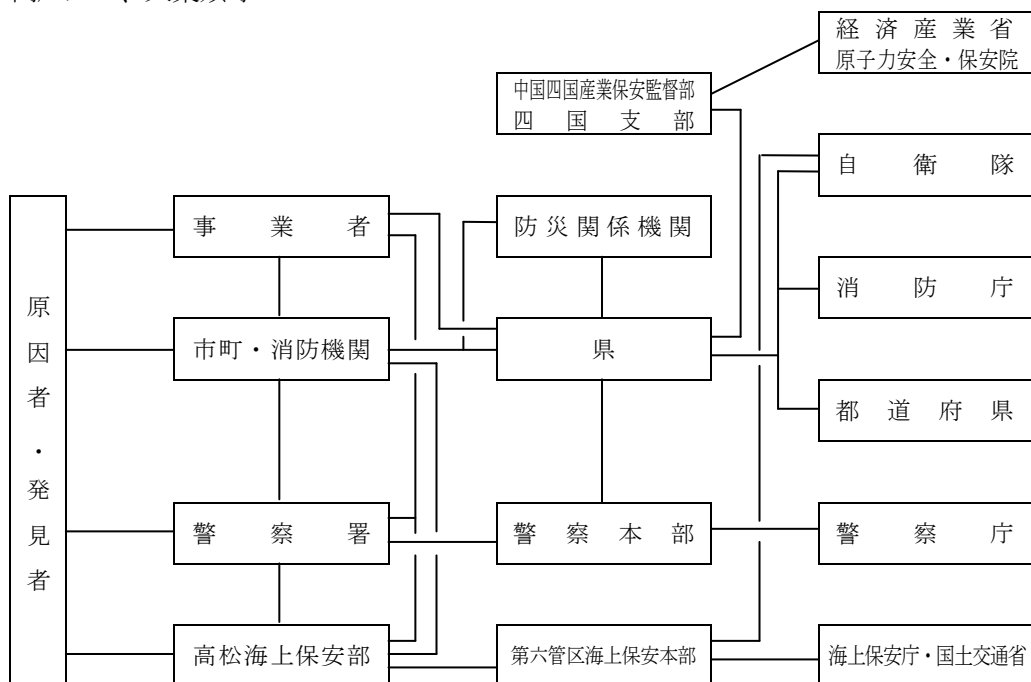 経済産業省
原子力安全・保安院
中国四国産業保安監督部
四国支部
自衛隊
事業者
防災関係機関
消防庁
市町・消防機関
県
都道府県
原因者・発見者
警察署
警察本部
警察庁
高松海上保安部
第六管区海上保安本部
海上保安庁・国土交通省